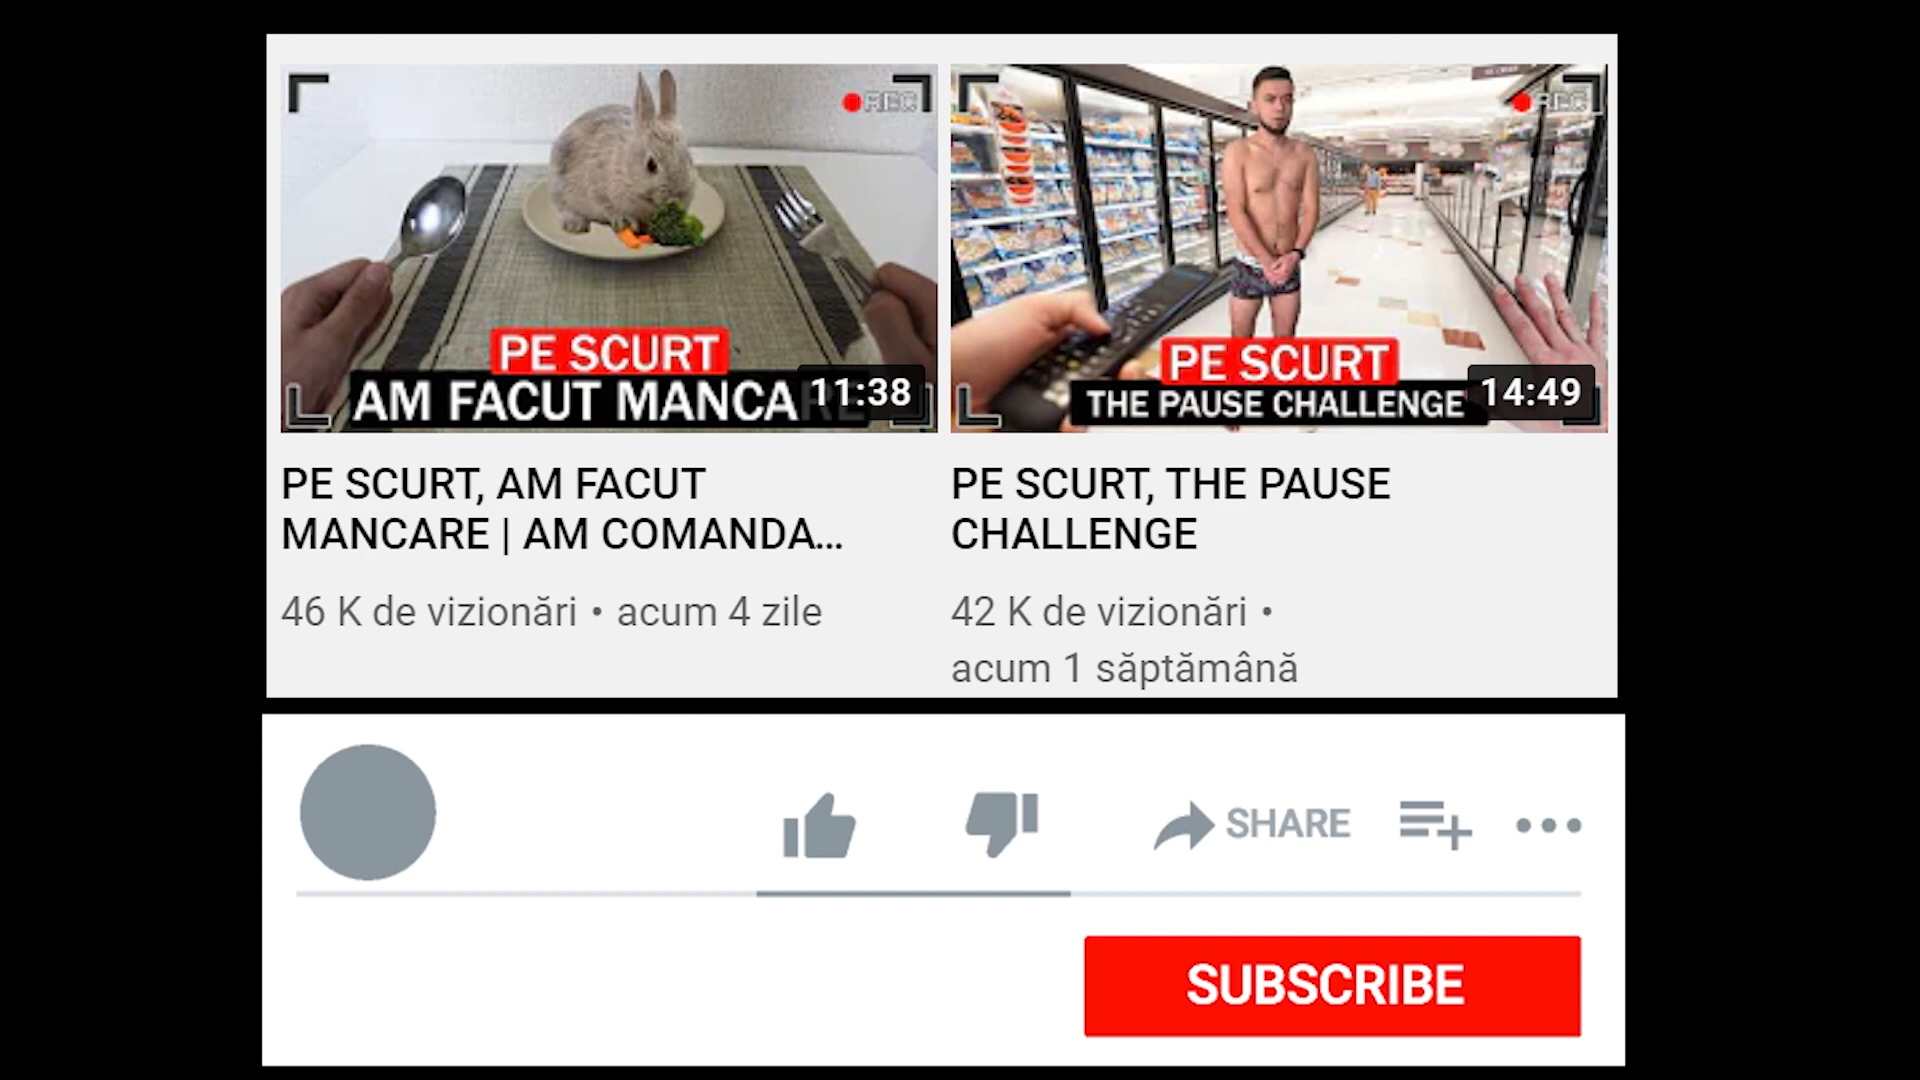 REC
PE SCURT
AM FACUT MANCARE
11:38
REC
PE SCURT
THE PAUSE CHALLENGE
14:49
PE SCURT, AM FACUT
MANCARE | AM COMANDA...
46 K de vizionări • acum 4 zile
PE SCURT, THE PAUSE
CHALLENGE
42 K de vizionări •
acum 1 săptămână
SHARE
SUBSCRIBE